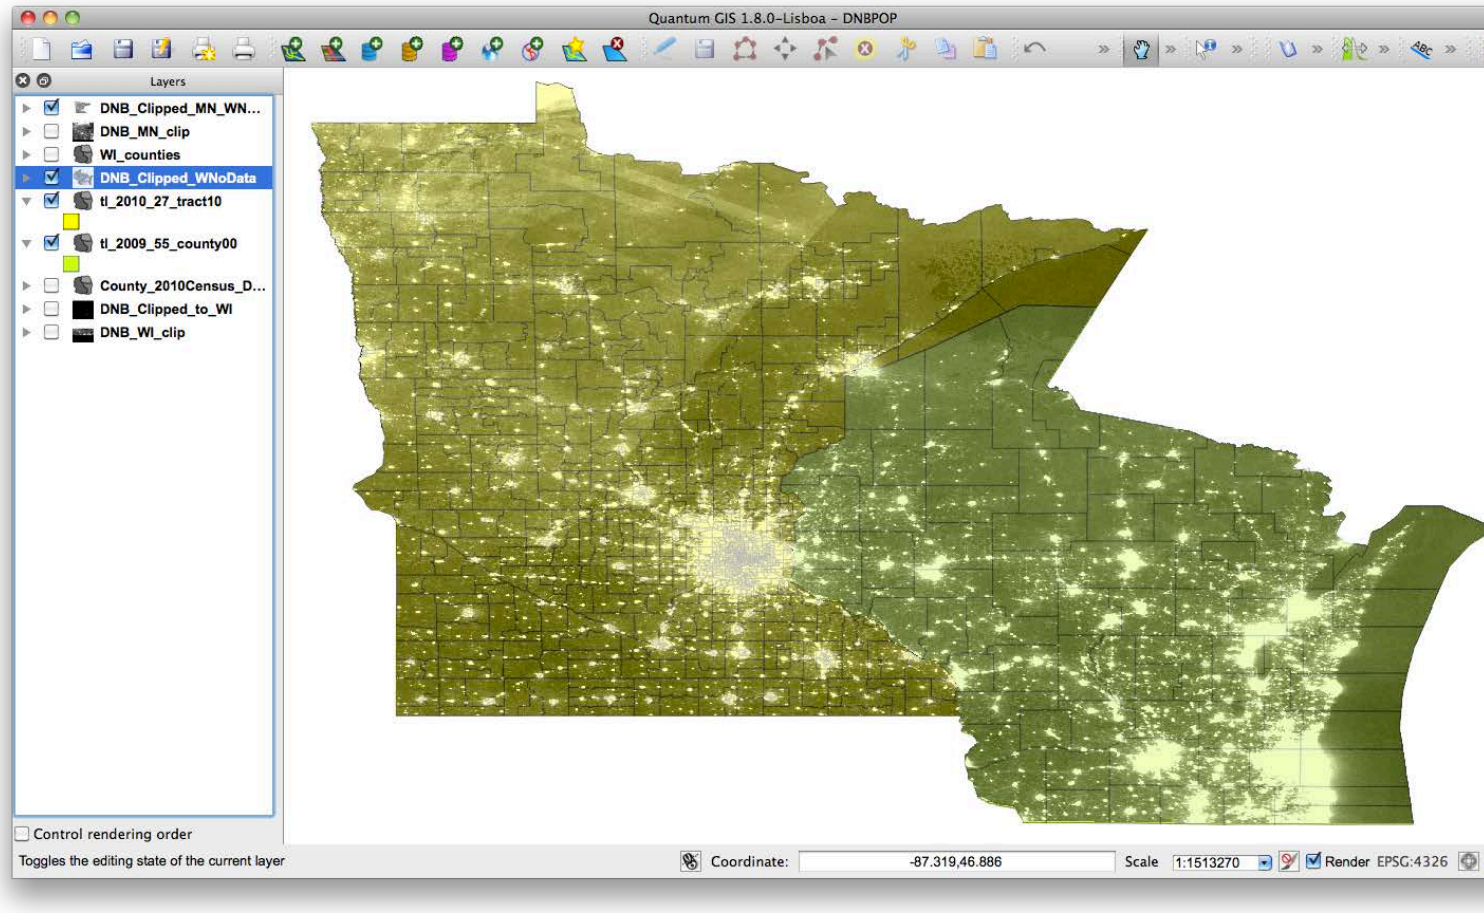 Quantum GIS 1.8.0-Lisboa – DNBPOP
ABC
Layers
DNB_Clipped_MN_WN...
DNB_MN_clip
WI_counties
DNB_Clipped_WNoData
tl_2010_27_tract10
tl_2009_55_county00
County_2010Census_D...
DNB_Clipped_to_WI
DNB_WI_clip
Control rendering order
Toggles the editing state of the current layer
Coordinate:
-87.319,46.886
Scale
1:1513270
Render
EPSG:4326